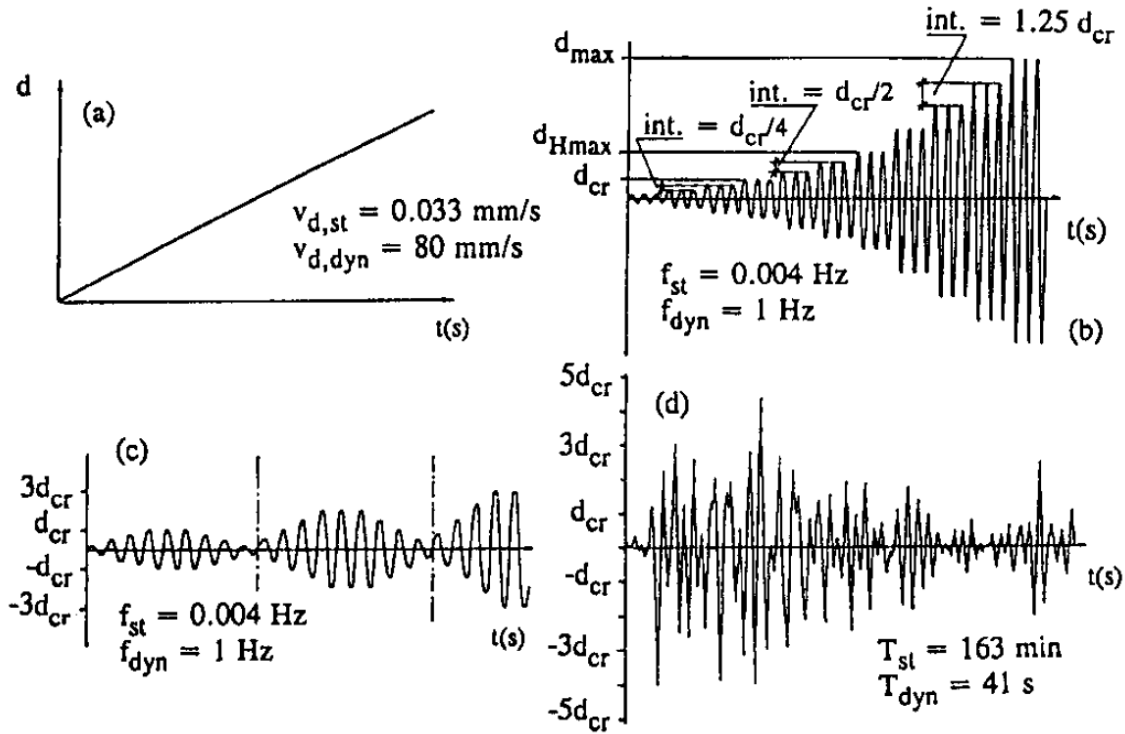 d
(a)
v_d,st = 0.033 mm/s
v_d,dyn = 80 mm/s
t(s)
int. = 1.25 d_cr
d_max
int. = d_cr/2
int. = d_cr/4
d_Hmax
d_cr
t(s)
f_st = 0.004 Hz
f_dyn = 1 Hz
(b)
(c)
3d_cr
d_cr
-d_cr
-3d_cr
f_st = 0.004 Hz
f_dyn = 1 Hz
t(s)
5d_cr
(d)
3d_cr
d_cr
-d_cr
t(s)
-3d_cr
T_st = 163 min
T_dyn = 41 s
-5d_cr